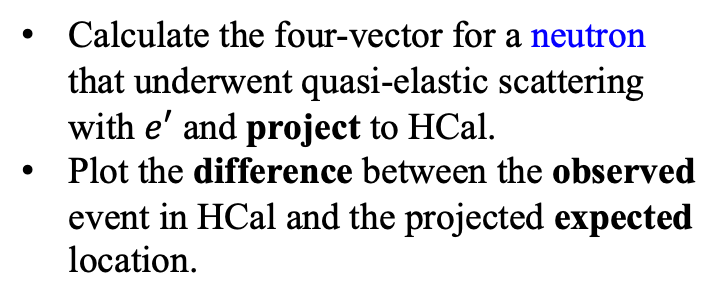 • Calculate the four-vector for a neutron
that underwent quasi-elastic scattering
with e′ and project to HCal.
• Plot the difference between the observed
event in HCal and the projected expected
location.